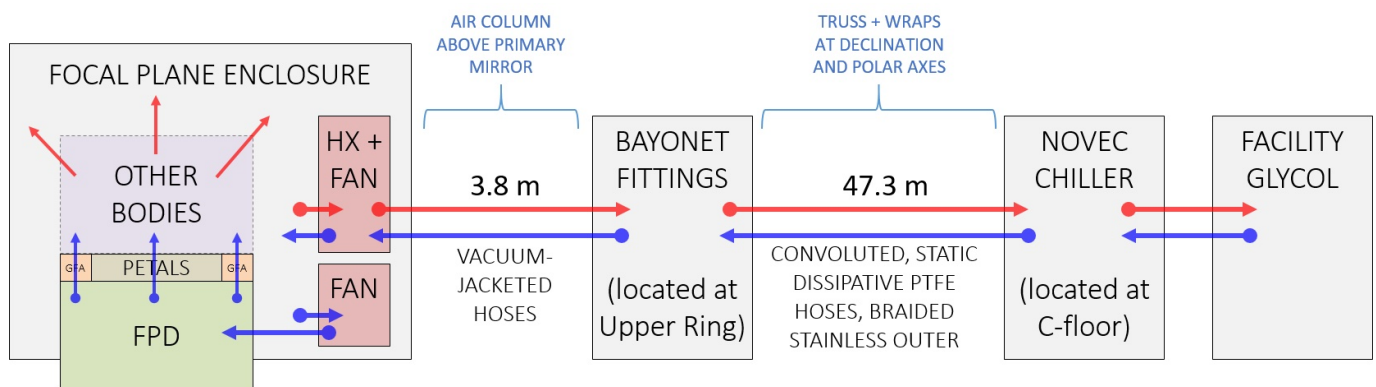 AIR COLUMN
ABOVE PRIMARY
MIRROR
TRUSS + WRAPS
AT DECLINATION
AND POLAR AXES
FOCAL PLANE ENCLOSURE
OTHER
BODIES
GFA
PETALS
GFA
FPD
HX +
FAN
FAN
3.8 m
VACUUM-
JACKETED
HOSES
BAYONET
FITTINGS
(located at
Upper Ring)
47.3 m
CONVOLUTED, STATIC
DISSIPATIVE PTFE
HOSES, BRAIDED
STAINLESS OUTER
NOVEC
CHILLER
(located at
C-floor)
FACILITY
GLYCOL